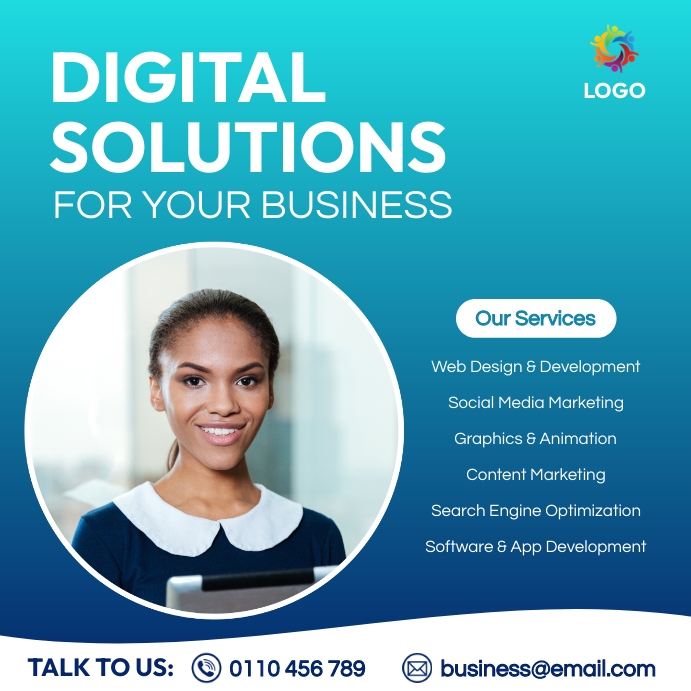 DIGITAL
SOLUTIONS
FOR YOUR BUSINESS
LOGO
Our Services
Web Design & Development
Social Media Marketing
Graphics & Animation
Content Marketing
Search Engine Optimization
Software & App Development
TALK TO US: 0110 456 789 business@email.com